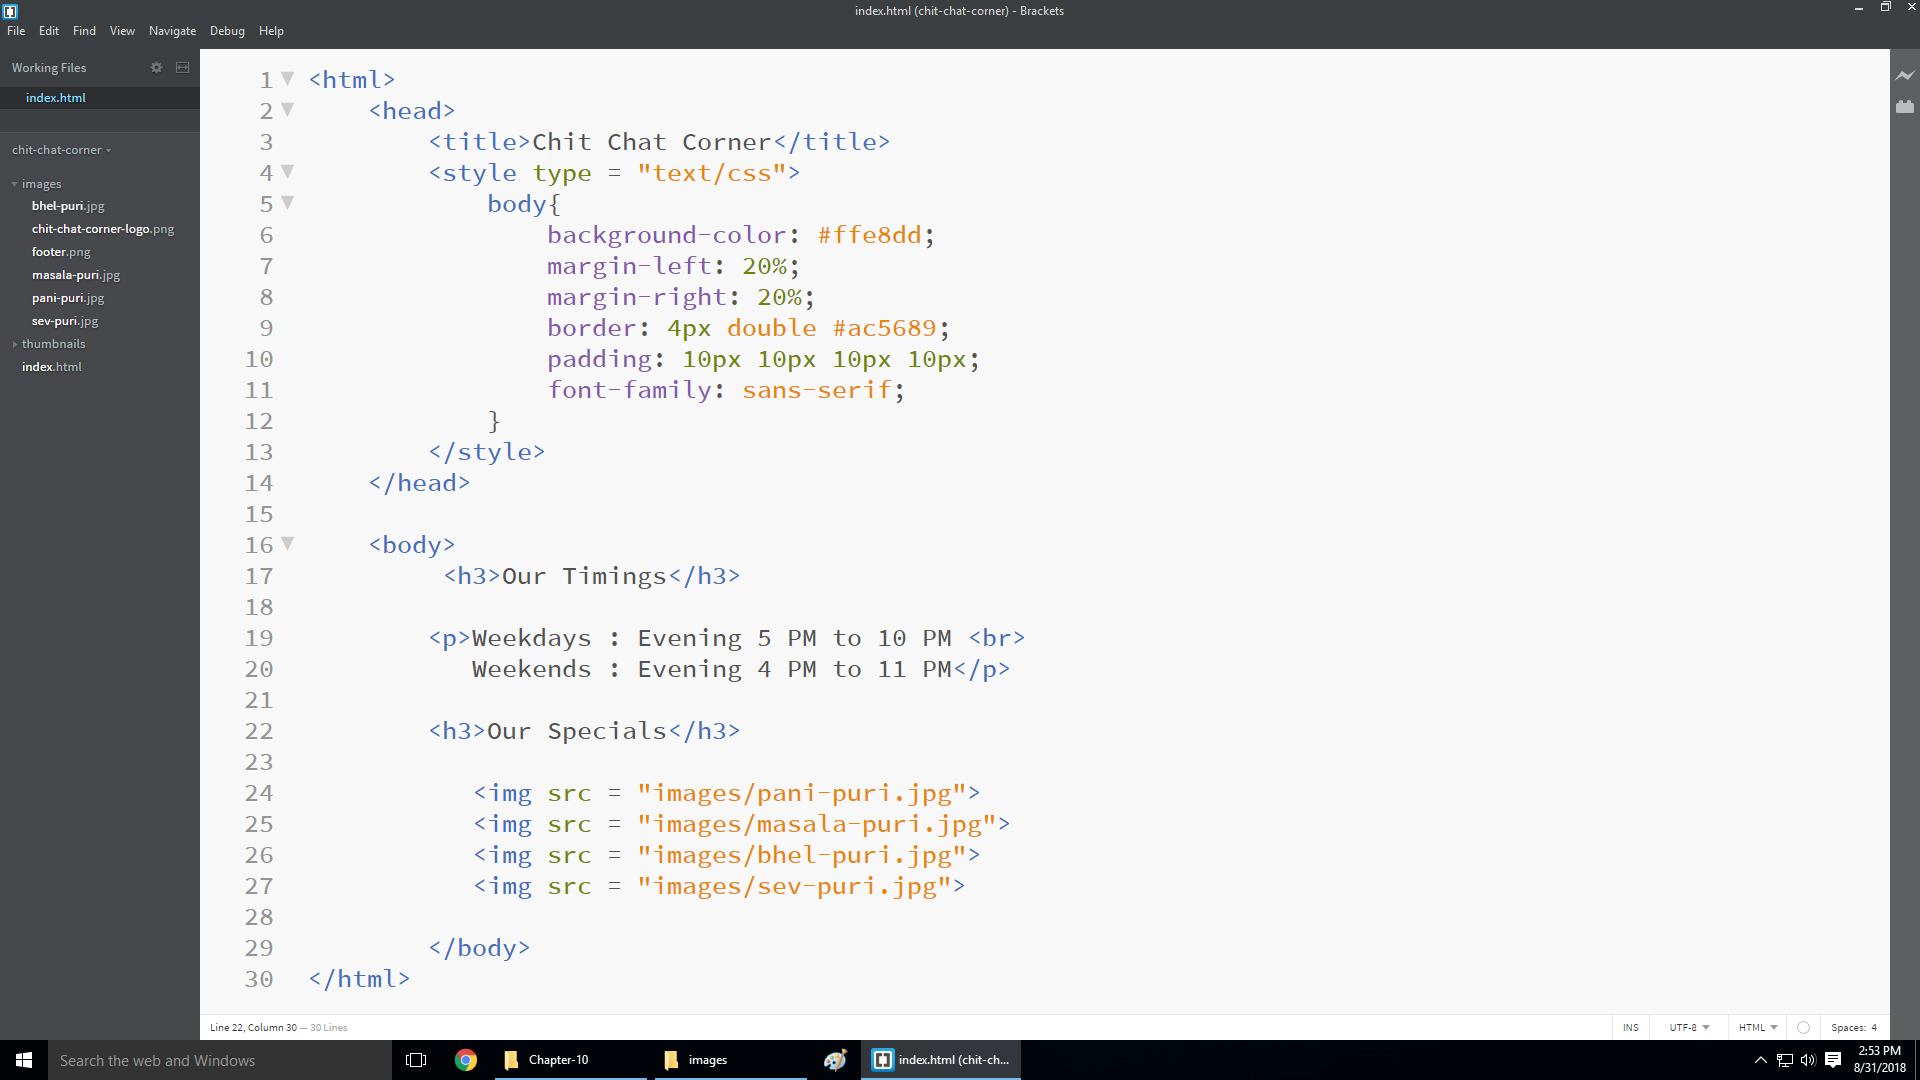 index.html (chit-chat-corner) - Brackets
File Edit Find View Navigate Debug Help
Working Files
index.html
chit-chat-corner
images
bhel-puri.jpg
chit-chat-corner-logo.png
footer.png
masala-puri.jpg
pani-puri.jpg
sev-puri.jpg
thumbnails
index.html
1 <html>
2 <head>
3 <title>Chit Chat Corner</title>
4 <style type = "text/css">
5 body{
6 background-color: #ffe8dd;
7 margin-left: 20%;
8 margin-right: 20%;
9 border: 4px double #ac5689;
10 padding: 10px 10px 10px 10px;
11 font-family: sans-serif;
12 }
13 </style>
14 </head>
15
16 <body>
17 <h3>Our Timings</h3>
18
19 <p>Weekdays : Evening 5 PM to 10 PM <br>
20 Weekends : Evening 4 PM to 11 PM</p>
21
22 <h3>Our Specials</h3>
23
24 <img src = "images/pani-puri.jpg">
25 <img src = "images/masala-puri.jpg">
26 <img src = "images/bhel-puri.jpg">
27 <img src = "images/sev-puri.jpg">
28
29 </body>
30 </html>
Line 22, Column 30 — 30 Lines
INS UTF-8 HTML Spaces: 4
Search the web and Windows
Chapter-10
images
index.html (chit-ch...
2:53 PM
8/31/2018